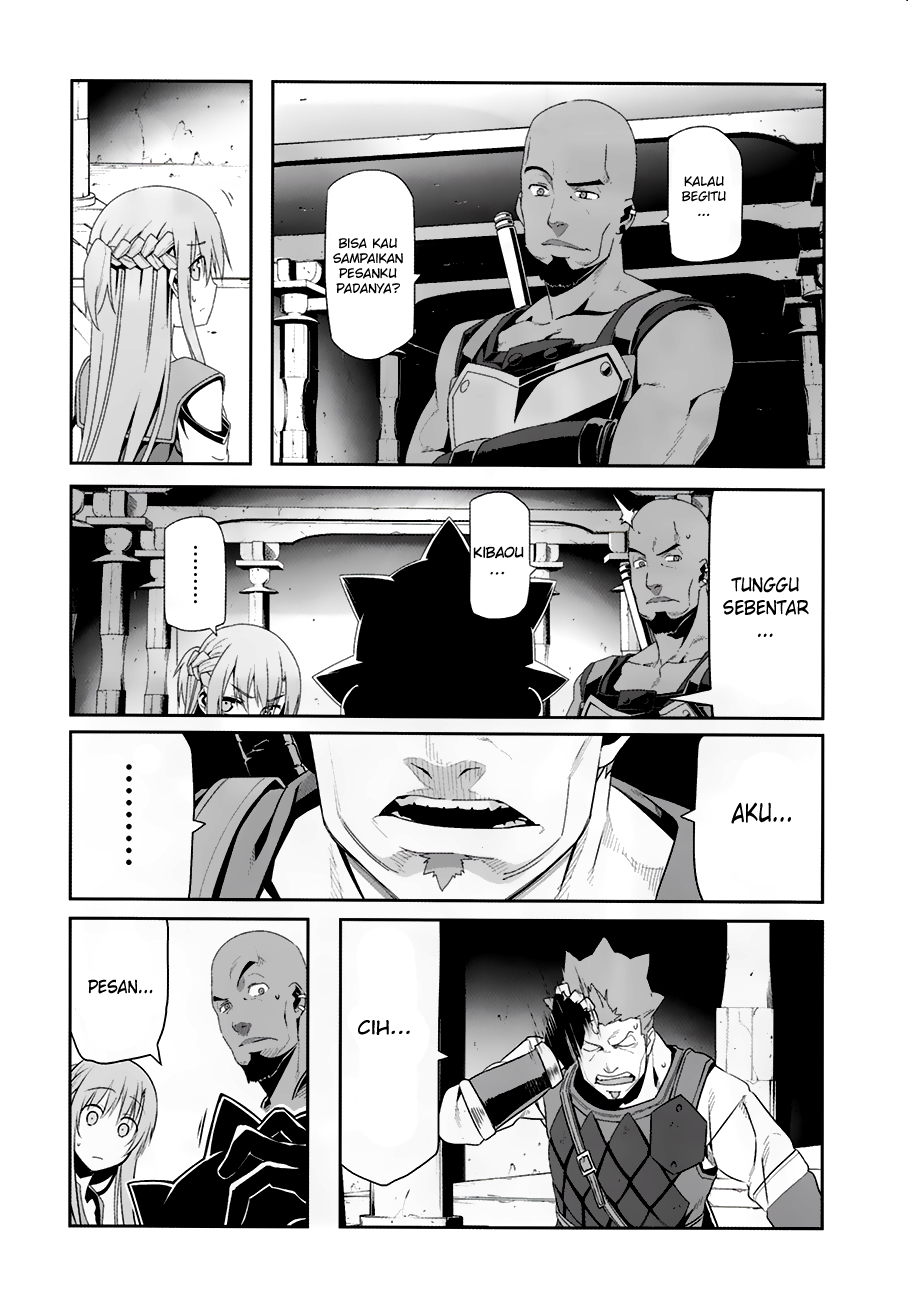 KALAU
BEGITU
...
BISA KAU
SAMPAIKAN
PESANKU
PADANYA?
TUNGGU
SEBENTAR
...
KIBAOU
...
.........
AKU...
.........
CIH...
PESAN...